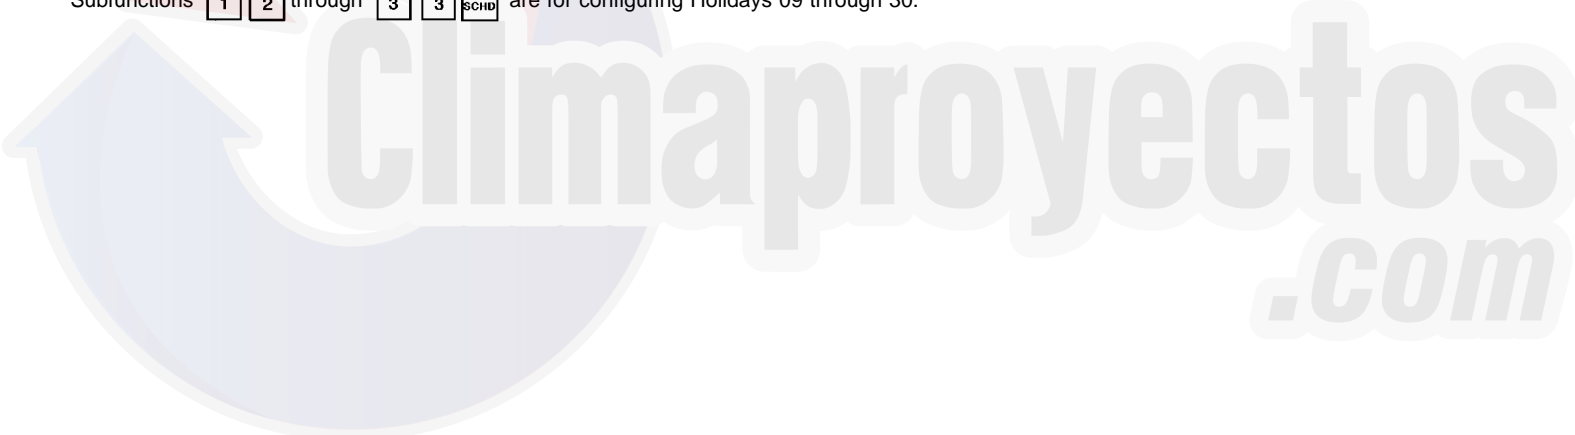 Subfunctions 1 2 through 3 3 SCHD are for configuring Holidays 09 through 30.
Climaproyectos
.com